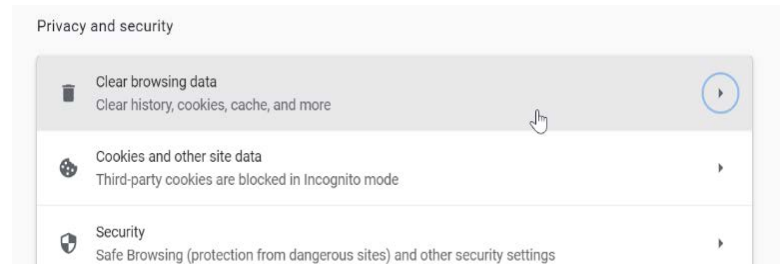 Privacy and security
Clear browsing data
Clear history, cookies, cache, and more
Cookies and other site data
Third-party cookies are blocked in Incognito mode
Security
Safe Browsing (protection from dangerous sites) and other security settings